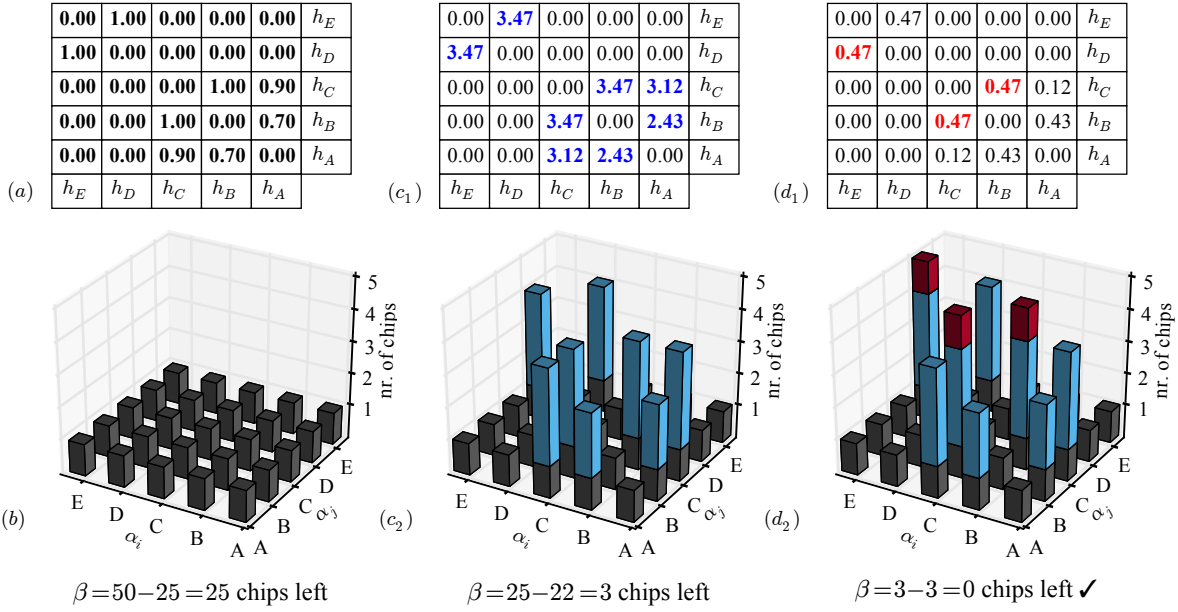 0.00 1.00 0.00 0.00 0.00 h_E
1.00 0.00 0.00 0.00 0.00 h_D
0.00 0.00 0.00 1.00 0.90 h_C
0.00 0.00 1.00 0.00 0.70 h_B
0.00 0.00 0.90 0.70 0.00 h_A
(a) h_E h_D h_C h_B h_A
0.00 3.47 0.00 0.00 0.00 h_E
3.47 0.00 0.00 0.00 0.00 h_D
0.00 0.00 0.00 3.47 3.12 h_C
0.00 0.00 3.47 0.00 2.43 h_B
0.00 0.00 3.12 2.43 0.00 h_A
(c₁) h_E h_D h_C h_B h_A
0.00 0.47 0.00 0.00 0.00 h_E
0.47 0.00 0.00 0.00 0.00 h_D
0.00 0.00 0.00 0.47 0.12 h_C
0.00 0.00 0.47 0.00 0.43 h_B
0.00 0.00 0.12 0.43 0.00 h_A
(d₁) h_E h_D h_C h_B h_A
5
4
3
2
1
nr. of chips
E D C B A
α_i
A B C D E
α_j
(b)
β=50−25=25 chips left
5
4
3
2
1
nr. of chips
E D C B A
α_i
A B C D E
α_j
(c₂)
β=25−22=3 chips left
5
4
3
2
1
nr. of chips
E D C B A
α_i
A B C D E
α_j
(d₂)
β=3−3=0 chips left ✓